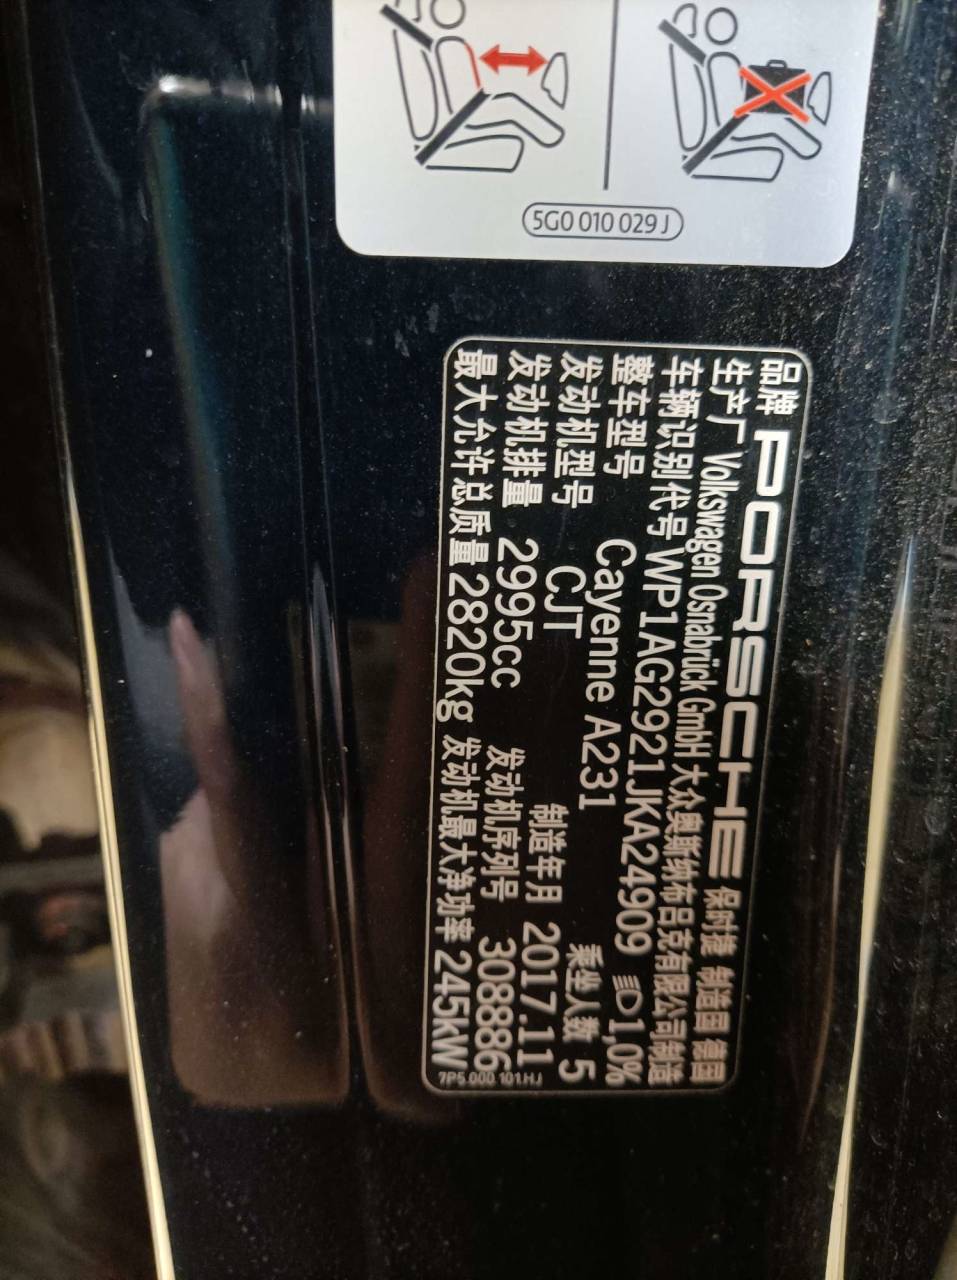 5G0 010 029 J
品牌 PORSCHE 保时捷 制造国 德国
生产厂 Volkswagen Osnabrück GmbH 大众奥斯纳布吕克有限公司制造
车辆识别代号 WP1AG2921JKA24909 1,0%
整车型号 Cayenne A231 乘坐人数 5
发动机型号 CJT 制造年月 2017.11
发动机排量 2995cc 发动机序列号 308886
最大允许总质量 2820kg 发动机最大净功率 245kW
7P5.000.101.HJ